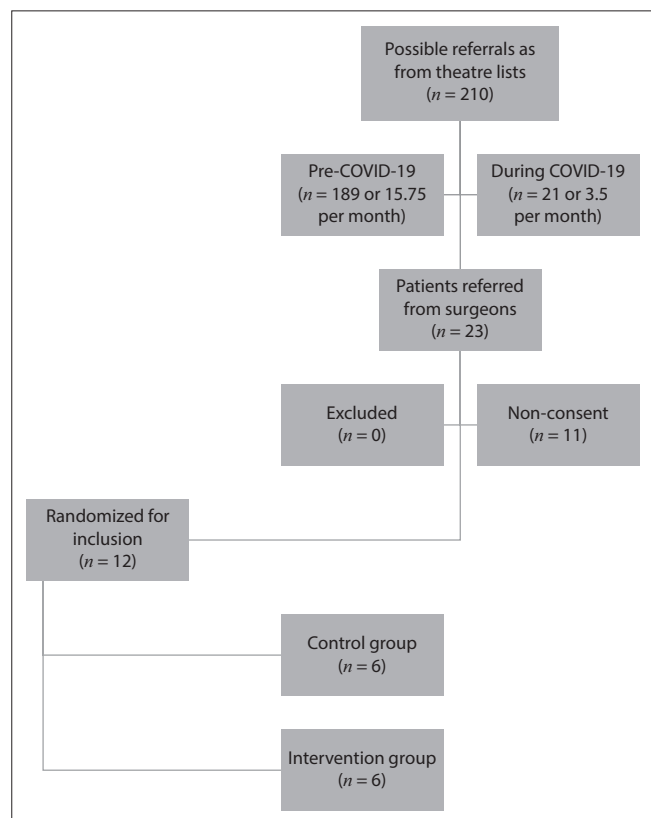 Possible referrals as
from theatre lists
(n = 210)
Pre-COVID-19
(n = 189 or 15.75
per month)
During COVID-19
(n = 21 or 3.5
per month)
Patients referred
from surgeons
(n = 23)
Excluded
(n = 0)
Non-consent
(n = 11)
Randomized for
inclusion
(n = 12)
Control group
(n = 6)
Intervention group
(n = 6)